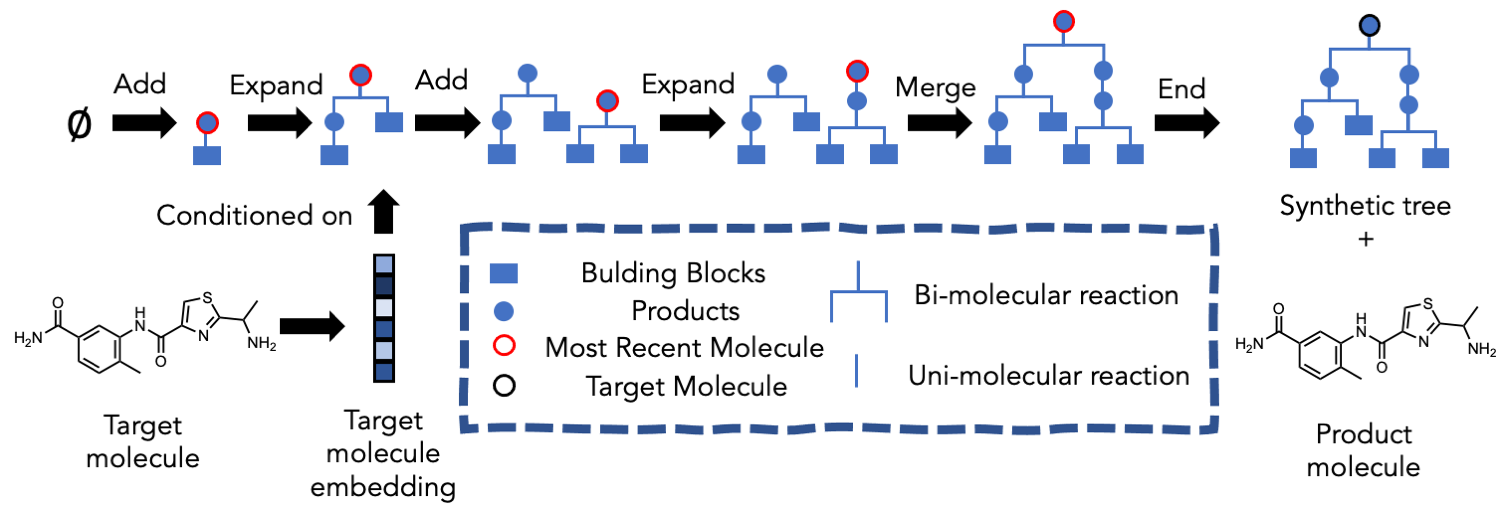 Add
Expand
Add
Expand
Merge
End
Ø
Conditioned on
Synthetic tree
+
Bulding Blocks
Products
Most Recent Molecule
Target Molecule
Bi-molecular reaction
Uni-molecular reaction
O
H₂N
H
N
O
S
N
NH₂
O
H₂N
H
N
O
S
N
NH₂
Target
molecule
Target
molecule
embedding
Product
molecule